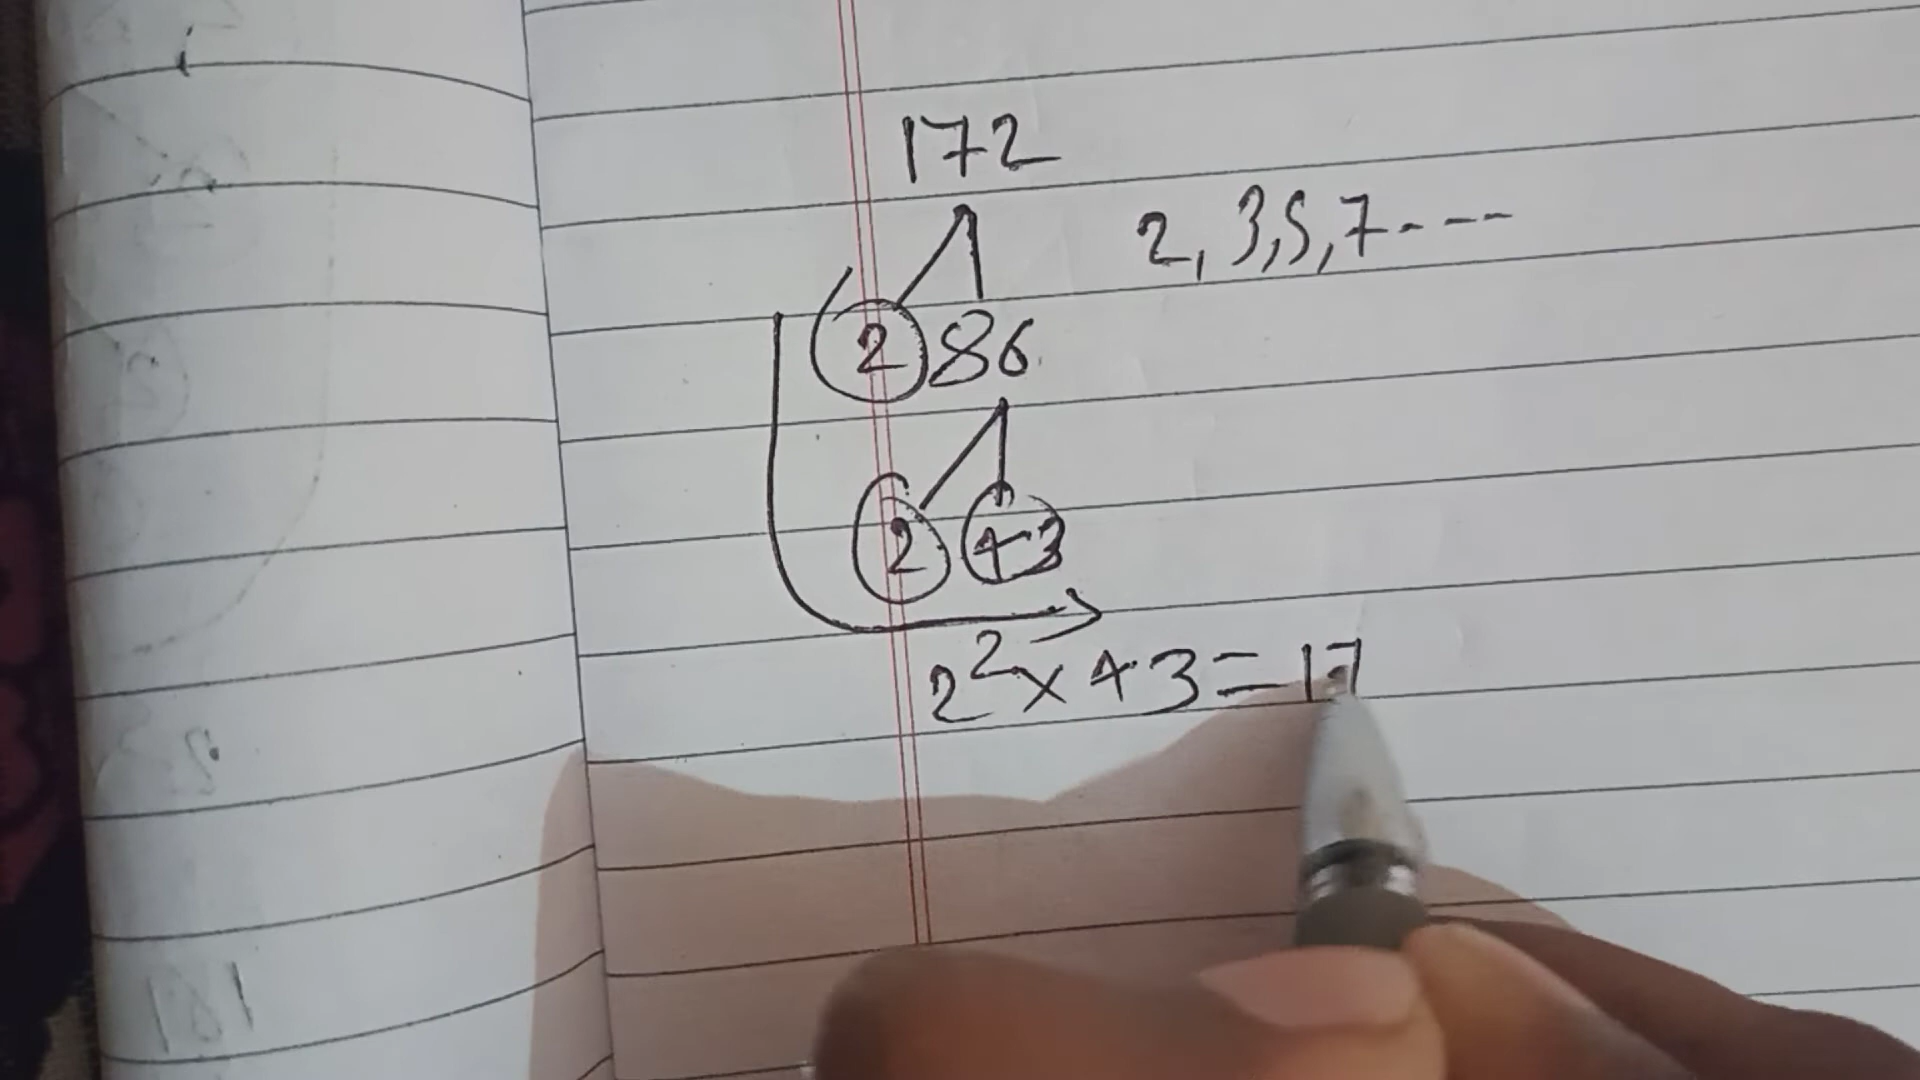 172
2, 3, 5, 7 - - - -
2 86
2 43
2² × 43 = 17